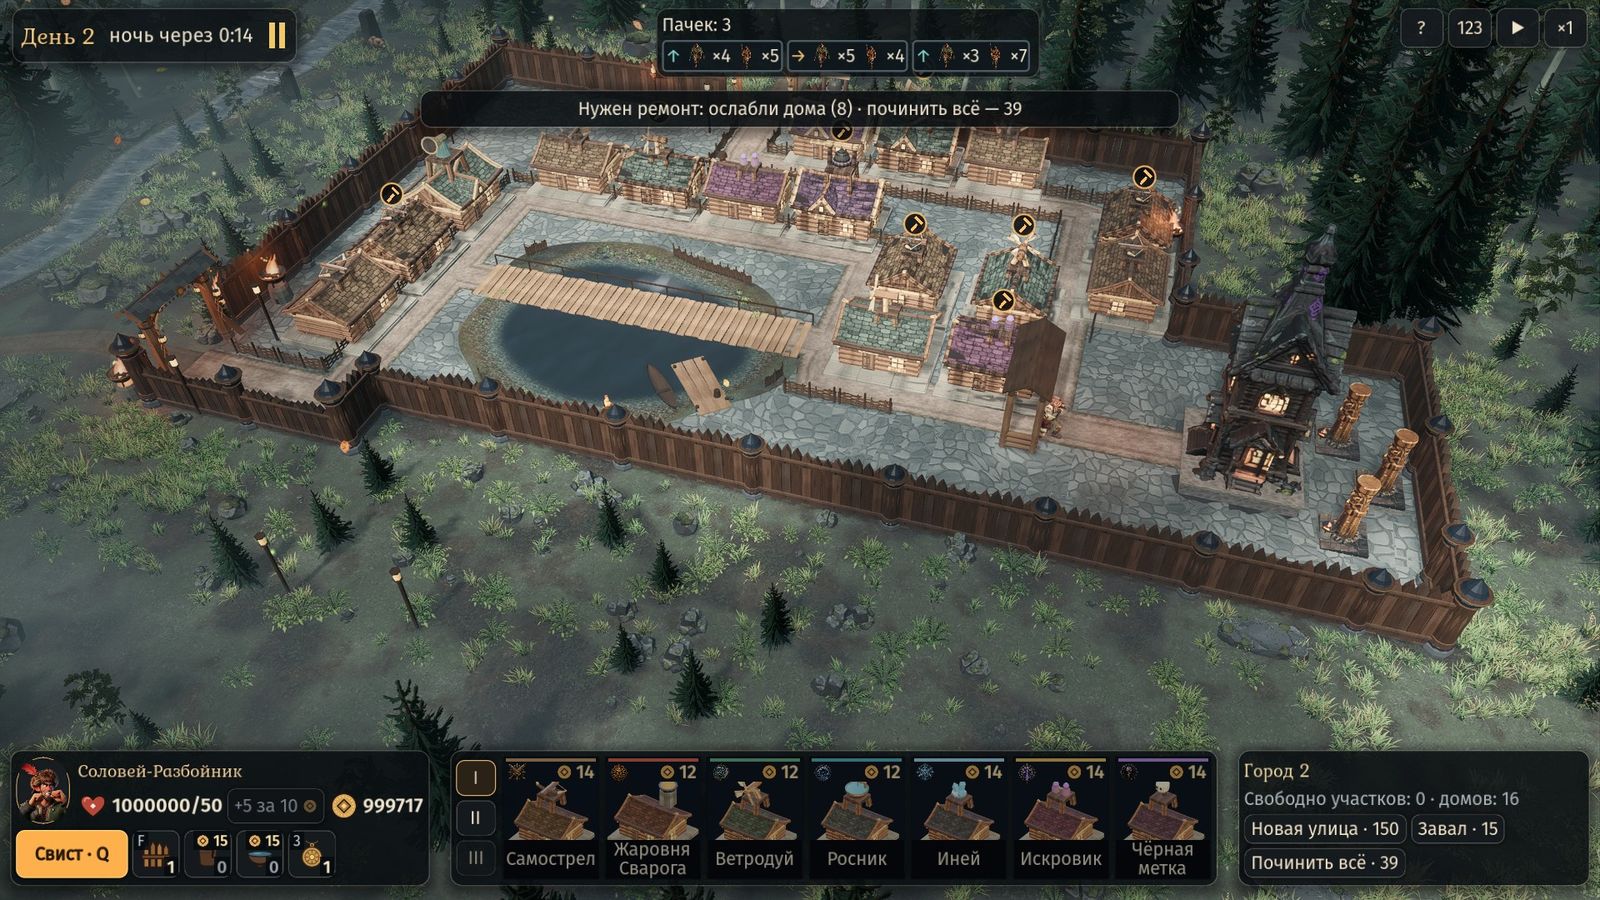 День 2 ночь через 0:14
Пачек: 3
×4 ×5 ×5 ×4 ×3 ×7
? 123 ×1
Нужен ремонт: ослабли дома (8) · починить всё — 39
Соловей-Разбойник
1000000/50 +5 за 10 999717
Свист · Q
F 1
15 0
15 0
3 1
I
II
III
14 Самострел
12 Жаровня Сварога
12 Ветродуй
12 Росник
14 Иней
14 Искровик
14 Чёрная метка
Город 2
Свободно участков: 0 · домов: 16
Новая улица · 150 Завал · 15
Починить всё · 39